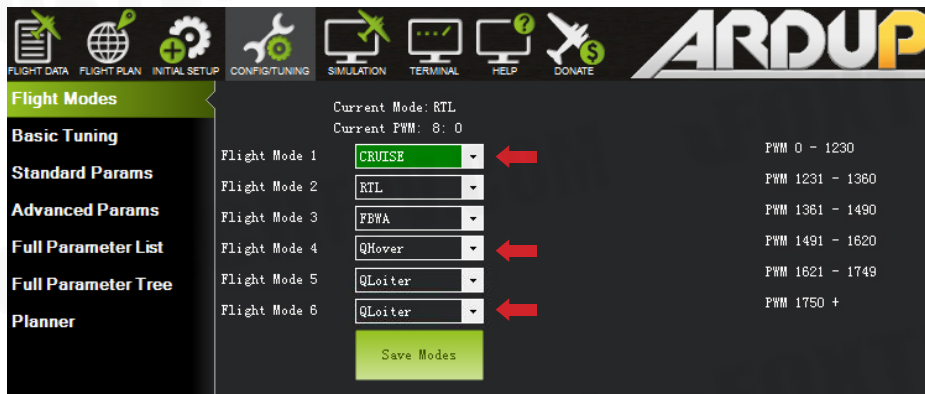 FLIGHT DATA FLIGHT PLAN INITIAL SETUP CONFIG/TUNING SIMULATION TERMINAL HELP DONATE ARDUP
Flight Modes
Basic Tuning
Standard Params
Advanced Params
Full Parameter List
Full Parameter Tree
Planner
Current Mode: RTL
Current PWM: 8: 0
Flight Mode 1 CRUISE PWM 0 - 1230
Flight Mode 2 RTL PWM 1231 - 1360
Flight Mode 3 FBWA PWM 1361 - 1490
Flight Mode 4 QHover PWM 1491 - 1620
Flight Mode 5 QLoiter PWM 1621 - 1749
Flight Mode 6 QLoiter PWM 1750 +
Save Modes